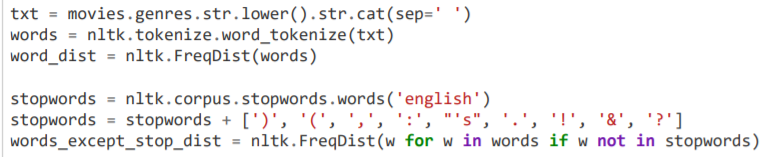 txt = movies.genres.str.lower().str.cat(sep=' ')
words = nltk.tokenize.word_tokenize(txt)
word_dist = nltk.FreqDist(words)
stopwords = nltk.corpus.stopwords.words('english')
stopwords = stopwords + [')', '(', ',', ':', "'s", '.', '!', '&', '?']
words_except_stop_dist = nltk.FreqDist(w for w in words if w not in stopwords)